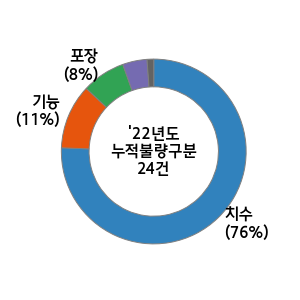 포장
(8%)
기능
(11%)
'22년도
누적불량구분
24건
치수
(76%)